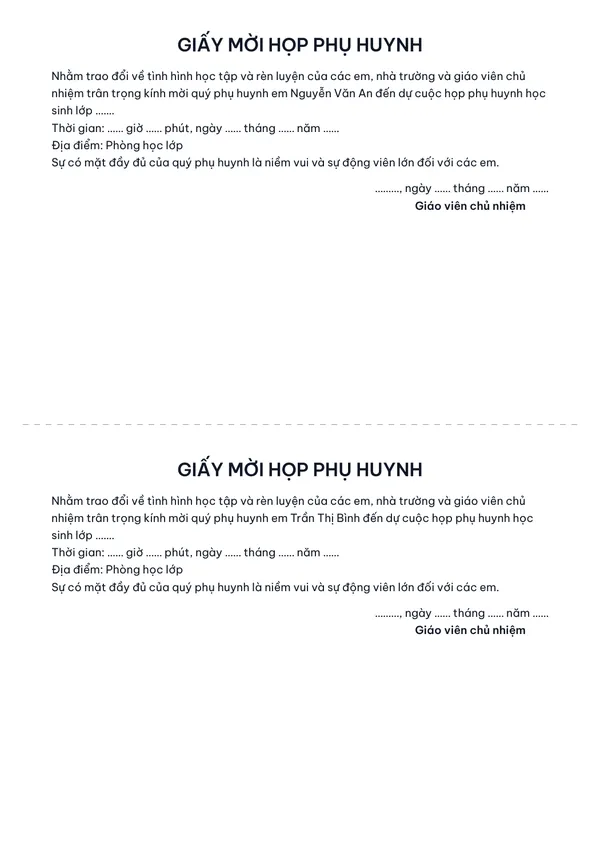 GIẤY MỜI HỌP PHỤ HUYNH
Nhằm trao đổi về tình hình học tập và rèn luyện của các em, nhà trường và giáo viên chủ
nhiệm trân trọng kính mời quý phụ huynh em Nguyễn Văn An đến dự cuộc họp phụ huynh học
sinh lớp .......
Thời gian: ...... giờ ...... phút, ngày ...... tháng ...... năm ......
Địa điểm: Phòng học lớp
Sự có mặt đầy đủ của quý phụ huynh là niềm vui và sự động viên lớn đối với các em.
........., ngày ...... tháng ...... năm ......
Giáo viên chủ nhiệm
GIẤY MỜI HỌP PHỤ HUYNH
Nhằm trao đổi về tình hình học tập và rèn luyện của các em, nhà trường và giáo viên chủ
nhiệm trân trọng kính mời quý phụ huynh em Trần Thị Bình đến dự cuộc họp phụ huynh học
sinh lớp .......
Thời gian: ...... giờ ...... phút, ngày ...... tháng ...... năm ......
Địa điểm: Phòng học lớp
Sự có mặt đầy đủ của quý phụ huynh là niềm vui và sự động viên lớn đối với các em.
........., ngày ...... tháng ...... năm ......
Giáo viên chủ nhiệm